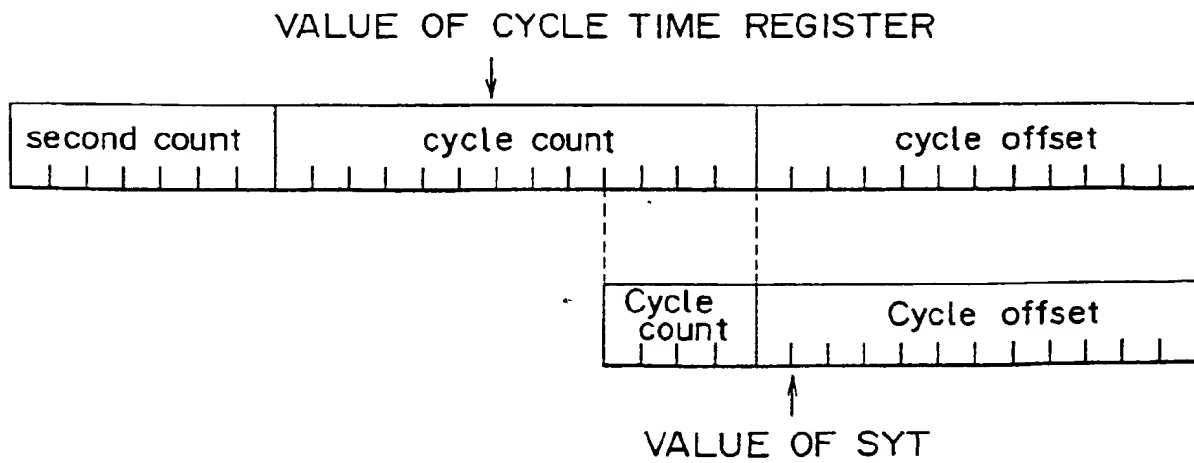 VALUE OF CYCLE TIME REGISTER
second count cycle count cycle offset
Cycle count Cycle offset
VALUE OF SYT